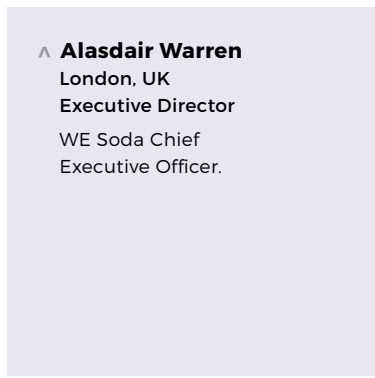 ^ Alasdair Warren
London, UK
Executive Director
WE Soda Chief
Executive Officer.